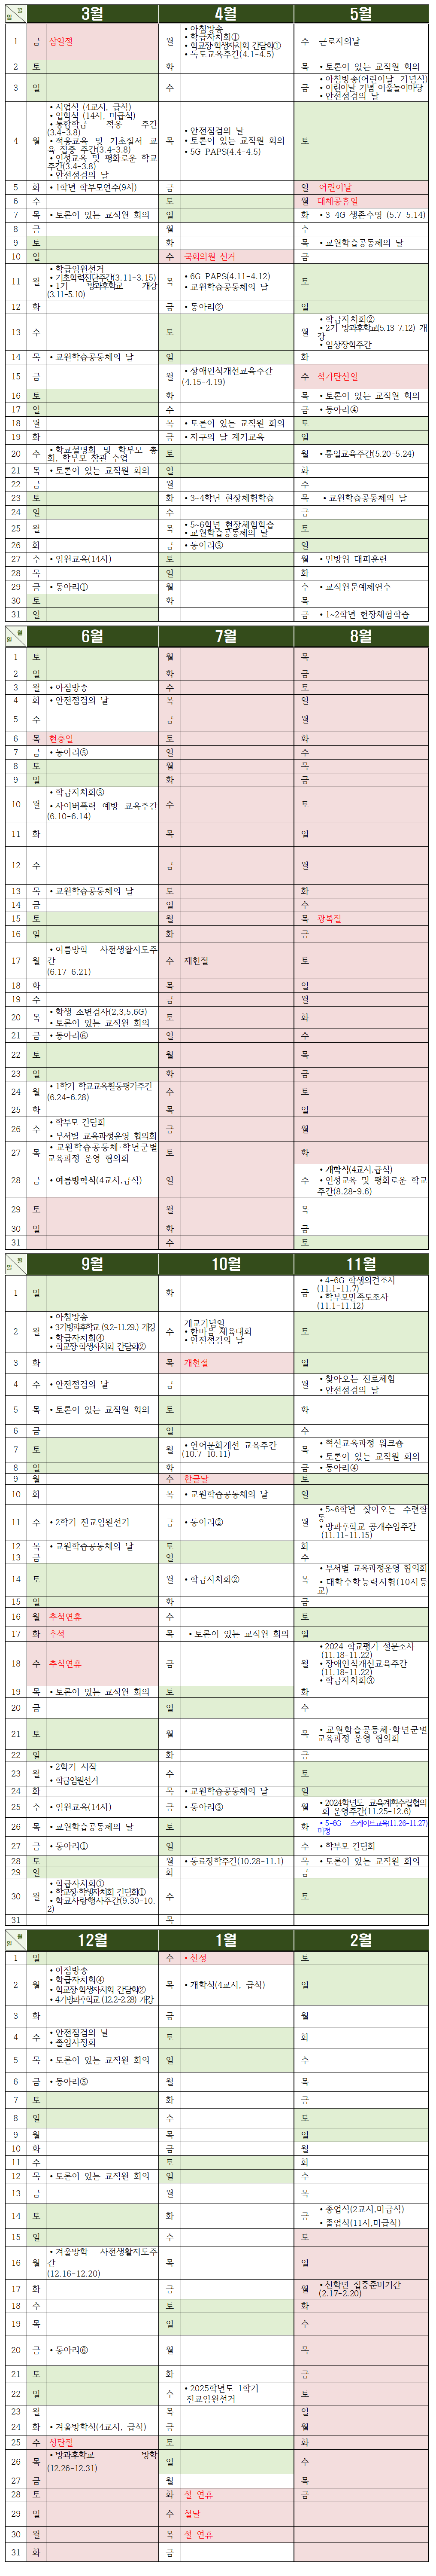 월 일 3월 4월 5월
1 금 삼일절 월 •아침방송 •학급자치회① •학교장·학생자치회 간담회① •독도교육주간(4.1-4.5) 수 근로자의날
2 토 화 목 •토론이 있는 교직원 회의
3 일 수 금 •아침방송(어린이날 기념식) •어린이날 기념 어울놀이마당 •안전점검의 날
4 월 •시업식 (4교시, 급식) •입학식 (14시, 미급식) •통합학급 적응 주간(3.4-3.8) •적응교육 및 기초질서 교육 집중 주간(3.4-3.8) •인성교육 및 평화로운 학교 주간(3.4-3.8) •안전점검의 날 목 •안전점검의 날 •토론이 있는 교직원 회의 •5G PAPS(4.4-4.5) 토
5 화 •1학년 학부모연수(9시) 금 일 어린이날
6 수 토 월 대체공휴일
7 목 •토론이 있는 교직원 회의 일 화 •3-4G 생존수영 (5.7-5.14)
8 금 월 수
9 토 화 목 •교원학습공동체의 날
10 일 수 국회의원 선거 금
11 월 •학급임원선거 •기초학력진단주간(3.11-3.15) •1기 방과후학교 개강(3.11-5.10) 목 •6G PAPS(4.11-4.12) •교원학습공동체의 날 토
12 화 금 •동아리② 일
13 수 토 월 •학급자치회② •2기 방과후학교(5.13-7.12) 개강 •임상장학주간
14 목 •교원학습공동체의 날 일 화
15 금 월 •장애인식개선교육주간(4.15-4.19) 수 석가탄신일
16 토 화 목 •토론이 있는 교직원 회의
17 일 수 금 •동아리④
18 월 목 •토론이 있는 교직원 회의 토
19 화 금 •지구의 날 계기교육 일
20 수 •학교설명회 및 학부모 총회, 학부모 참관 수업 토 월 •통일교육주간(5.20-5.24)
21 목 •토론이 있는 교직원 회의 일 화
22 금 월 수
23 토 화 •3~4학년 현장체험학습 목 •교원학습공동체의 날
24 일 수 금
25 월 목 •5~6학년 현장체험학습 •교원학습공동체의 날 토
26 화 금 •동아리③ 일
27 수 •임원교육(14시) 토 월 •민방위 대피훈련
28 목 일 화
29 금 •동아리① 월 수 •교직원문예체연수
30 토 화 목
31 일 금 •1~2학년 현장체험학습
월 일 6월 7월 8월
1 토 월 목
2 일 화 금
3 월 •아침방송 수 토
4 화 •안전점검의 날 목 일
5 수 금 월
6 목 현충일 토 화
7 금 •동아리⑤ 일 수
8 토 월 목
9 일 화 금
10 월 •학급자치회③ •사이버폭력 예방 교육주간(6.10-6.14) 수 토
11 화 목 일
12 수 금 월
13 목 •교원학습공동체의 날 토 화
14 금 일 수
15 토 월 목 광복절
16 일 화 금
17 월 •여름방학 사전생활지도주간(6.17-6.21) 수 제헌절 토
18 화 목 일
19 수 금 월
20 목 •학생 소변검사(2,3,5,6G) •토론이 있는 교직원 회의 토 화
21 금 •동아리⑥ 일 수
22 토 월 목
23 일 화 금
24 월 •1학기 학교교육활동평가주간(6.24-6.28) 수 토
25 화 목 일
26 수 •학부모 간담회 •부서별 교육과정운영 협의회 금 월
27 목 •교원학습공동체·학년군별 교육과정 운영 협의회 토 화
28 금 •여름방학식(4교시,급식) 일 수 •개학식(4교시,급식) •인성교육 및 평화로운 학교 주간(8.28-9.6)
29 토 월 목
30 일 화 금
31 수 토
월 일 9월 10월 11월
1 일 화 금 •4-6G 학생의견조사(11.1-11.7) •학부모만족도조사(11.1-11.12)
2 월 •아침방송 •3기방과후학교 (9.2-11.29.) 개강 •학급자치회④ •학교장·학생자치회 간담회② 수 개교기념일 •한마음 체육대회 •안전점검의 날 토
3 화 목 개천절 일
4 수 •안전점검의 날 금 월 •찾아오는 진로체험 •안전점검의 날
5 목 •토론이 있는 교직원 회의 토 화
6 금 일 수
7 토 월 •언어문화개선 교육주간(10.7-10.11) 목 •혁신교육과정 워크숍 •토론이 있는 교직원 회의
8 일 화 금 •동아리④
9 월 수 한글날 토
10 화 목 •교원학습공동체의 날 일
11 수 •2학기 전교임원선거 금 •동아리② 월 •5~6학년 찾아오는 수련활동 •방과후학교 공개수업주간(11.11-11.15)
12 목 •교원학습공동체의 날 토 화
13 금 일 수
14 토 월 •학급자치회② 목 •부서별 교육과정운영 협의회 •대학수학능력시험(10시등교)
15 일 화 금
16 월 추석연휴 수 토
17 화 추석 목 •토론이 있는 교직원 회의 일
18 수 추석연휴 금 월 •2024 학교평가 설문조사(11.18-11.22) •장애인식개선교육주간(11.18-11.22) •학급자치회③
19 목 •토론이 있는 교직원 회의 토 화
20 금 일 수
21 토 월 목 •교원학습공동체·학년군별 교육과정 운영 협의회
22 일 화 금
23 월 •2학기 시작 •학급임원선거 수 토
24 화 목 •교원학습공동체의 날 일
25 수 •임원교육(14시) 금 •동아리③ 월 •2024학년도 교육계획수립협의회 운영주간(11.25-12.6)
26 목 •교원학습공동체의 날 토 화 •5-6G 스케이트교육(11.26-11.27) 미정
27 금 •동아리① 일 수 •학부모 간담회
28 토 월 •동료장학주간(10.28-11.1) 목 •토론이 있는 교직원 회의
29 일 화 금
30 월 •학급자치회① •학교장·학생자치회 간담회① •학교사랑행사주간(9.30-10.2) 수 토
31 목
월 일 12월 1월 2월
1 일 수 •신정 토
2 월 •아침방송 •학급자치회④ •학교장·학생자치회 간담회② •4기방과후학교 (12.2-2.28) 개강 목 •개학식(4교시, 급식) 일
3 화 금 월
4 수 •안전점검의 날 •졸업사정회 토 화
5 목 •토론이 있는 교직원 회의 일 수
6 금 •동아리⑤ 월 목
7 토 화 금
8 일 수 토
9 월 목 일
10 화 금 월
11 수 토 화
12 목 •토론이 있는 교직원 회의 일 수
13 금 월 목
14 토 화 금 •종업식(2교시,미급식) •졸업식(11시,미급식)
15 일 수 토
16 월 •겨울방학 사전생활지도주간(12.16-12.20) 목 일
17 화 금 월 •신학년 집중준비기간(2.17-2.20)
18 수 토 화
19 목 일 수
20 금 •동아리⑥ 월 목
21 토 화 금
22 일 수 •2025학년도 1학기 전교임원선거 토
23 월 목 일
24 화 •겨울방학식(4교시, 급식) 금 월
25 수 성탄절 토 화
26 목 •방과후학교 방학(12.26-12.31) 일 수
27 금 월 목
28 토 화 설 연휴 금
29 일 수 설날
30 월 목 설 연휴
31 화 금